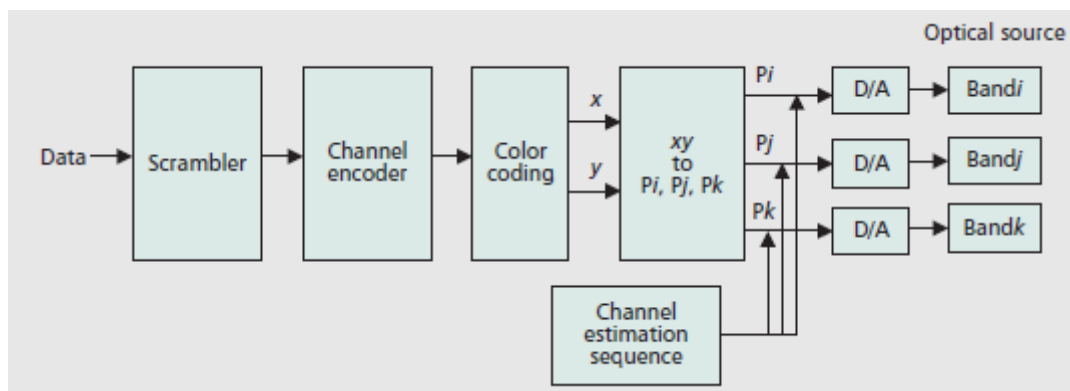 Optical source
Data
Scrambler
Channel
encoder
Color
coding
x
y
xy
to
Pi, Pj, Pk
Pi
D/A
Bandi
Pj
D/A
Bandj
Pk
D/A
Bandk
Channel
estimation
sequence